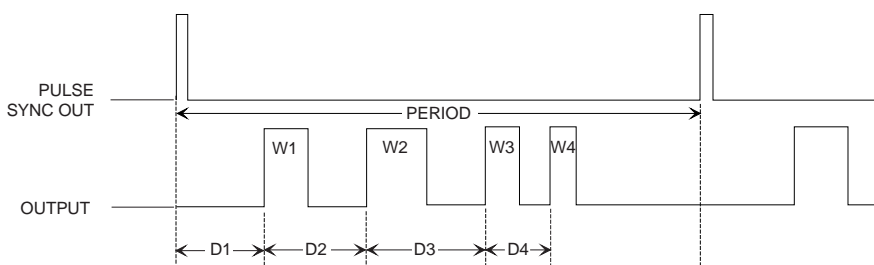 PULSE
SYNC OUT
PERIOD
W1 W2 W3 W4
OUTPUT
D1 D2 D3 D4